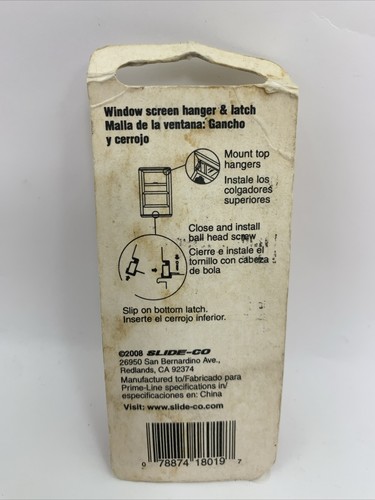 Window screen hanger & latch
Malla de la ventana: Gancho
y cerrojo
Mount top
hangers
Instale los
colgadores
superiores
Close and install
ball head screw
Cierre e instale el
tornillo con cabeza
de bola
Slip on bottom latch.
Inserte el cerrojo inferior.
©2008 SLIDE-CO
26950 San Bernardino Ave.,
Redlands, CA 92374
Manufactured to/Fabricado para
Prime-Line specifications in/
especificaciones en: China
Visit: www.slide-co.com
0 78874 18019 7